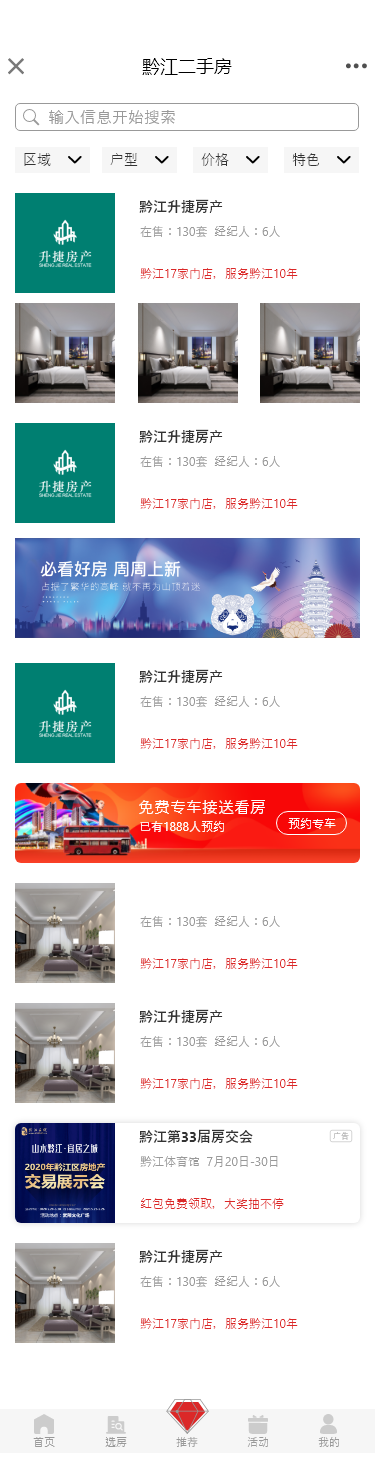 黔江二手房
输入信息开始搜索
区域 户型 价格 特色
升捷房产
SHENG JIE REAL ESTATE
黔江升捷房产
在售：130套 经纪人：6人
黔江17家门店，服务黔江10年
升捷房产
SHENG JIE REAL ESTATE
黔江升捷房产
在售：130套 经纪人：6人
黔江17家门店，服务黔江10年
必看好房 周周上新
占据了繁华的高峰 就不再为山顶着迷
升捷房产
SHENG JIE REAL ESTATE
黔江升捷房产
在售：130套 经纪人：6人
黔江17家门店，服务黔江10年
免费专车接送看房
已有1888人预约
预约专车
在售：130套 经纪人：6人
黔江17家门店，服务黔江10年
黔江升捷房产
在售：130套 经纪人：6人
黔江17家门店，服务黔江10年
山水黔江·宜居之城
2020年黔江区房地产
交易展示会
黔江第33届房交会
广告
黔江体育馆 7月20日-30日
红包免费领取，大奖抽不停
黔江升捷房产
在售：130套 经纪人：6人
黔江17家门店，服务黔江10年
首页 选房 推荐 活动 我的